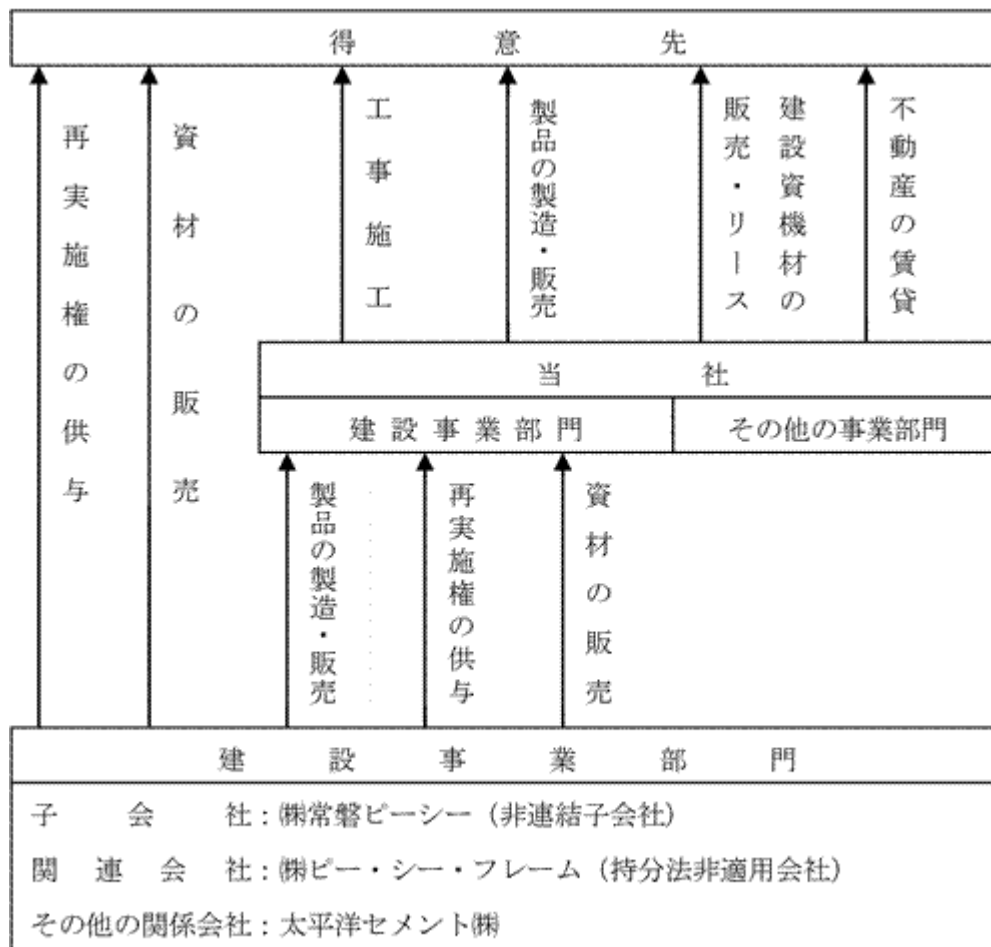 得意先
再実施権の供与
資材の販売
工事施工
製品の製造・販売
建設資機材の
販売・リース
不動産の賃貸
当社
建設事業部門
その他の事業部門
製品の製造・販売
再実施権の供与
資材の販売
建設事業部門
子会社：㈱常磐ピーシー（非連結子会社）
関連会社：㈱ピー・シー・フレーム（持分法非適用会社）
その他の関係会社：太平洋セメント㈱